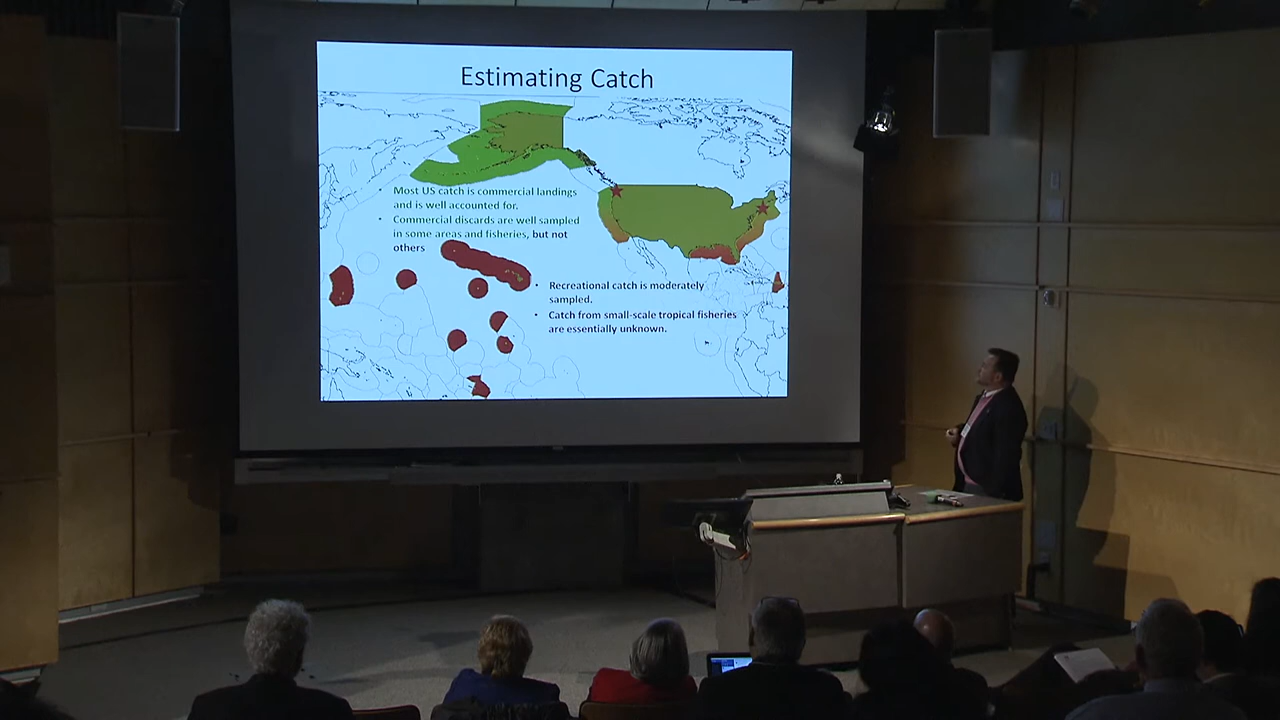 Estimating Catch
• Most US catch is commercial landings
and is well accounted for.
• Commercial discards are well sampled
in some areas and fisheries, but not
others
• Recreational catch is moderately
sampled.
• Catch from small-scale tropical fisheries
are essentially unknown.